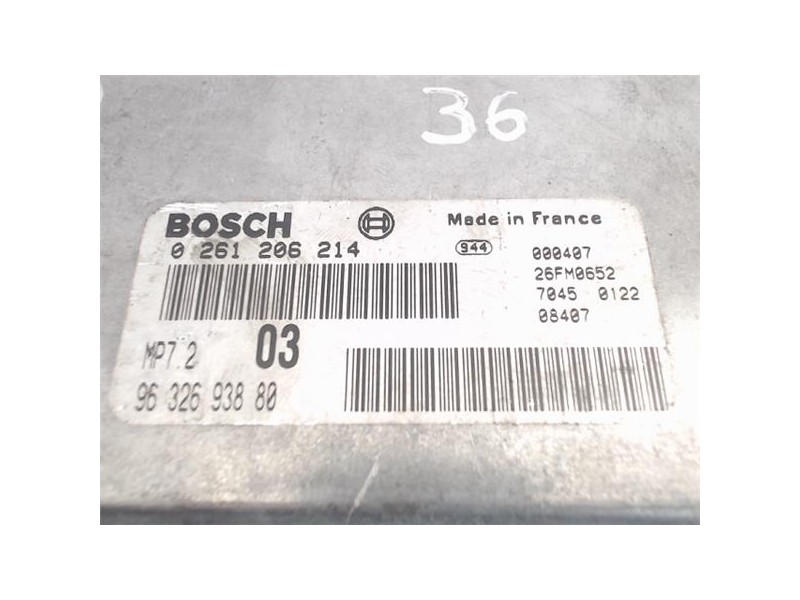 36
BOSCH Made in France
0 261 206 214 944 000407
26FM0652
7045 0122
08407
MP7.2 03
96 326 938 80